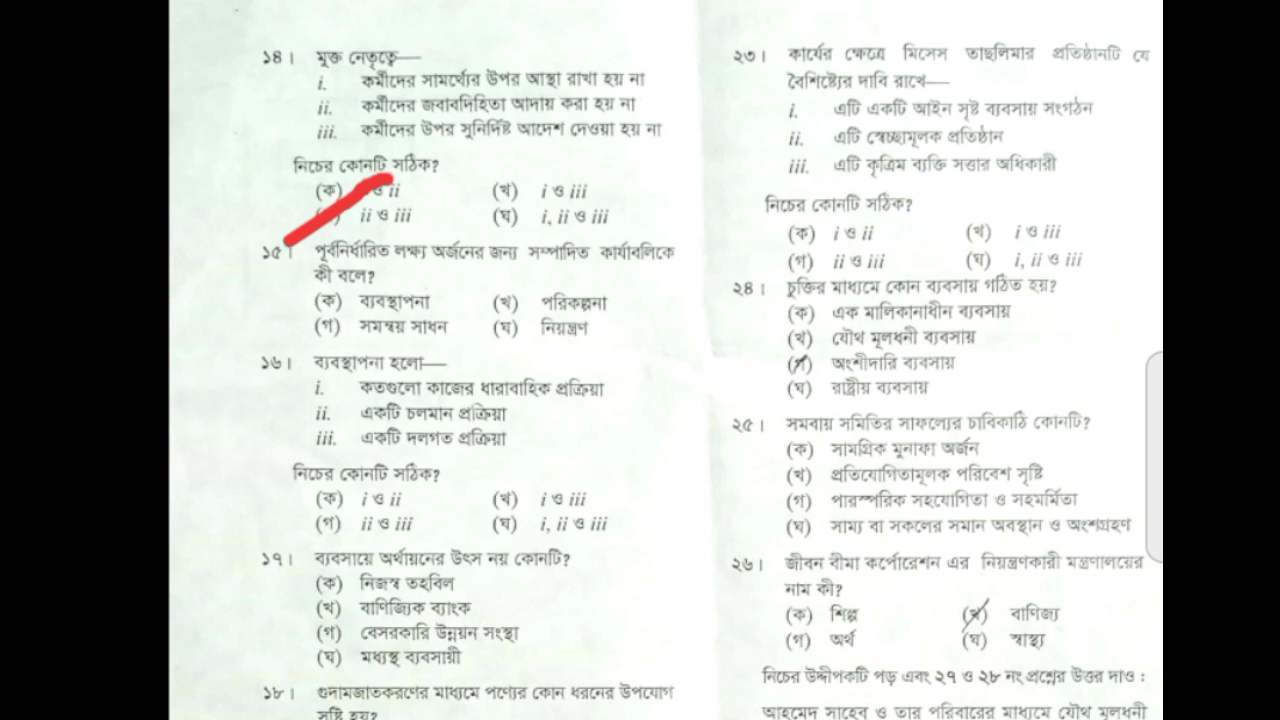 ১৪। মুক্ত নেতৃত্বে—
i. কর্মীদের সামর্থ্যের উপর আস্থা রাখা হয় না
ii. কর্মীদের জবাবদিহিতা আদায় করা হয় না
iii. কর্মীদের উপর সুনির্দিষ্ট আদেশ দেওয়া হয় না
নিচের কোনটি সঠিক?
(ক) ও ii (খ) i ও iii
ii ও iii (ঘ) i, ii ও iii
১৫। পূর্বনির্ধারিত লক্ষ্য অর্জনের জন্য সম্পাদিত কার্যাবলিকে
কী বলে?
(ক) ব্যবস্থাপনা (খ) পরিকল্পনা
(গ) সমন্বয় সাধন (ঘ) নিয়ন্ত্রণ
১৬। ব্যবস্থাপনা হলো—
i. কতগুলো কাজের ধারাবাহিক প্রক্রিয়া
ii. একটি চলমান প্রক্রিয়া
iii. একটি দলগত প্রক্রিয়া
নিচের কোনটি সঠিক?
(ক) i ও ii (খ) i ও iii
(গ) ii ও iii (ঘ) i, ii ও iii
১৭। ব্যবসায়ে অর্থায়নের উৎস নয় কোনটি?
(ক) নিজস্ব তহবিল
(খ) বাণিজ্যিক ব্যাংক
(গ) বেসরকারি উন্নয়ন সংস্থা
(ঘ) মধ্যস্থ ব্যবসায়ী
১৮। গুদামজাতকরণের মাধ্যমে পণ্যের কোন ধরনের উপযোগ
সৃষ্টি হয়?
২৩। কার্যের ক্ষেত্রে মিসেস তাছলিমার প্রতিষ্ঠানটি যে
বৈশিষ্ট্যের দাবি রাখে—
i. এটি একটি আইন সৃষ্ট ব্যবসায় সংগঠন
ii. এটি স্বেচ্ছামূলক প্রতিষ্ঠান
iii. এটি কৃত্রিম ব্যক্তি সত্তার অধিকারী
নিচের কোনটি সঠিক?
(ক) i ও ii (খ) i ও iii
(গ) ii ও iii (ঘ) i, ii ও iii
২৪। চুক্তির মাধ্যমে কোন ব্যবসায় গঠিত হয়?
(ক) এক মালিকানাধীন ব্যবসায়
(খ) যৌথ মূলধনী ব্যবসায়
(গ) অংশীদারি ব্যবসায়
(ঘ) রাষ্ট্রীয় ব্যবসায়
২৫। সমবায় সমিতির সাফল্যের চাবিকাঠি কোনটি?
(ক) সামগ্রিক মুনাফা অর্জন
(খ) প্রতিযোগিতামূলক পরিবেশ সৃষ্টি
(গ) পারস্পরিক সহযোগিতা ও সহমর্মিতা
(ঘ) সাম্য বা সকলের সমান অবস্থান ও অংশগ্রহণ
২৬। জীবন বীমা কর্পোরেশন এর নিয়ন্ত্রণকারী মন্ত্রণালয়ের
নাম কী?
(ক) শিল্প (খ) বাণিজ্য
(গ) অর্থ (ঘ) স্বাস্থ্য
নিচের উদ্দীপকটি পড় এবং ২৭ ও ২৮ নং প্রশ্নের উত্তর দাও :
আহমেদ সাহেব ও তার পরিবারের মাধ্যমে যৌথ মূলধনী